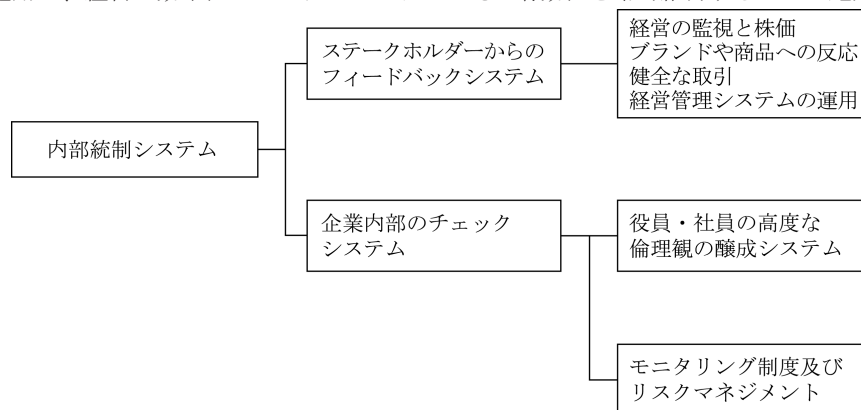 ステークホルダーからの
フィードバックシステム
経営の監視と株価
ブランドや商品への反応
健全な取引
経営管理システムの運用
内部統制システム
企業内部のチェック
システム
役員・社員の高度な
倫理観の醸成システム
モニタリング制度及び
リスクマネジメント